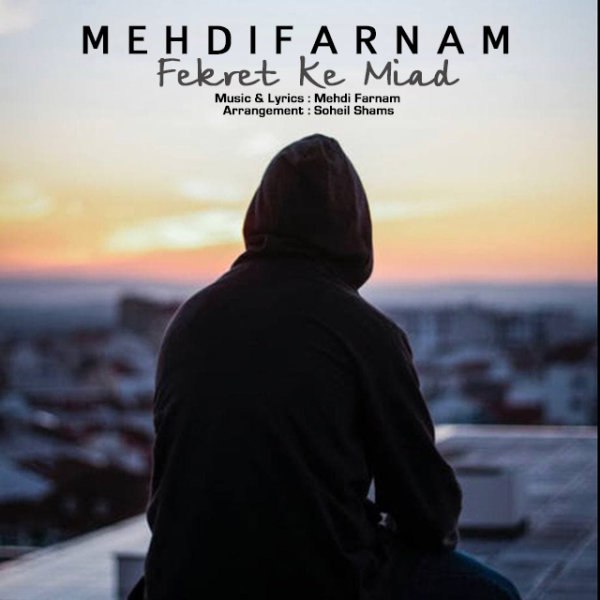 MEHDIFARNAM
Fekret Ke Miad
Music & Lyrics : Mehdi Farnam
Arrangement : Soheil Shams